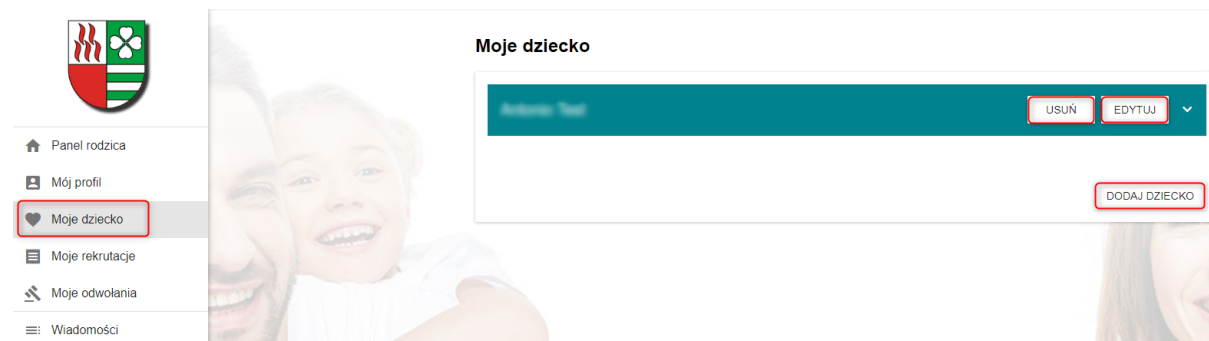 Panel rodzica
Mój profil
Moje dziecko
Moje rekrutacje
Moje odwołania
Wiadomości
Moje dziecko
USUŃ EDYTUJ
DODAJ DZIECKO